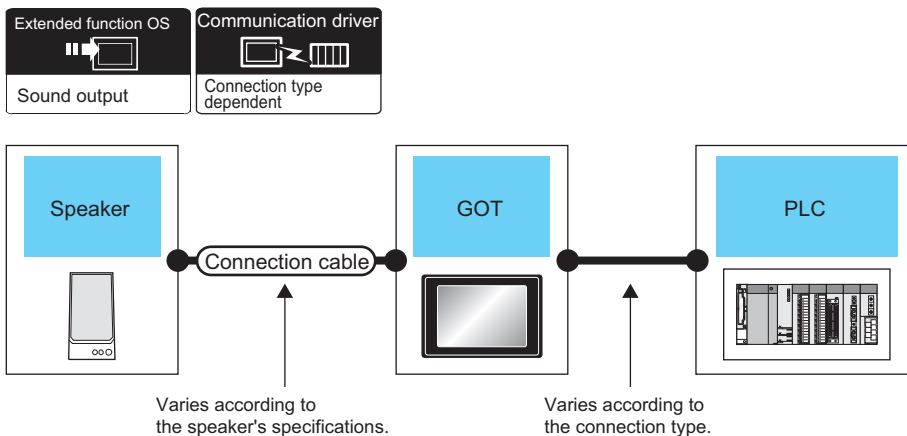 Extended function OS
Sound output
Communication driver
Connection type
dependent
Speaker
Connection cable
GOT
PLC
Varies according to
the speaker's specifications.
Varies according to
the connection type.